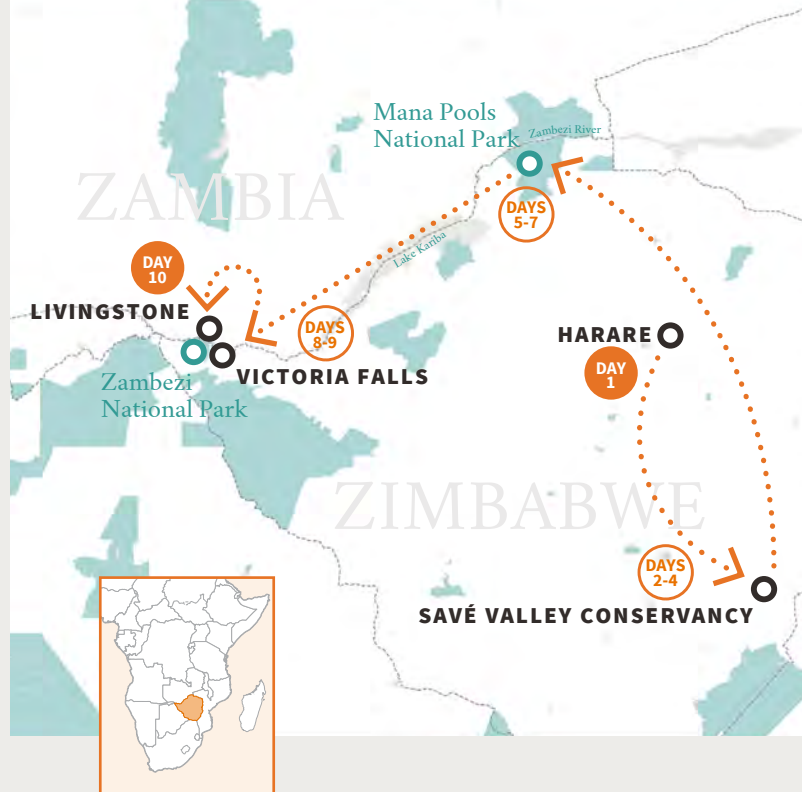 Mana Pools
National Park
Zambezi River
ZAMBIA
DAYS
5-7
Lake Kariba
DAY
10
LIVINGSTONE
DAYS
8-9
HARARE
DAY
1
VICTORIA FALLS
Zambezi
National Park
ZIMBABWE
DAYS
2-4
SAVÉ VALLEY CONSERVANCY